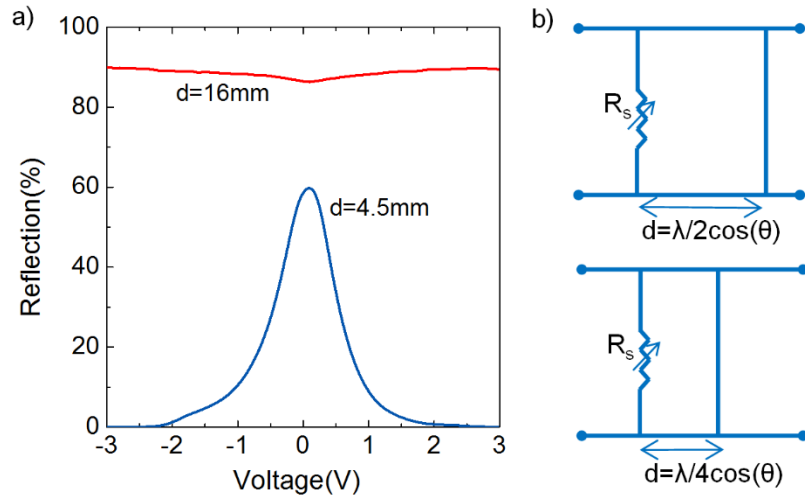 a)
100
80
60
40
20
0
Reflection(%)
d=16mm
d=4.5mm
-3 -2 -1 0 1 2 3
Voltage(V)
b)
Rs
d=λ/2cos(θ)
Rs
d=λ/4cos(θ)